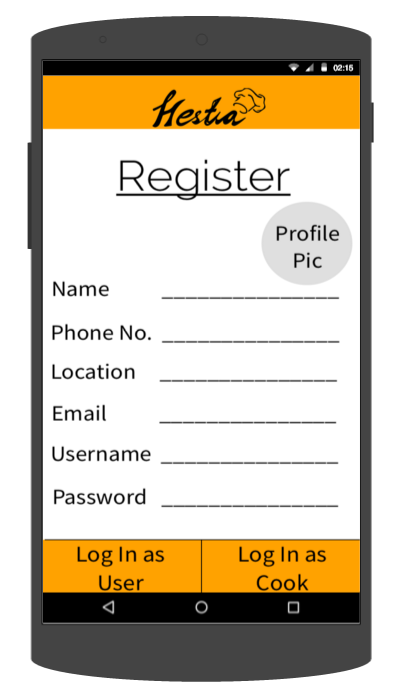 02:15
Hestia
Register
Profile
Pic
Name _______________
Phone No. _______________
Location _______________
Email _______________
Username _______________
Password _______________
Log In as
User
Log In as
Cook